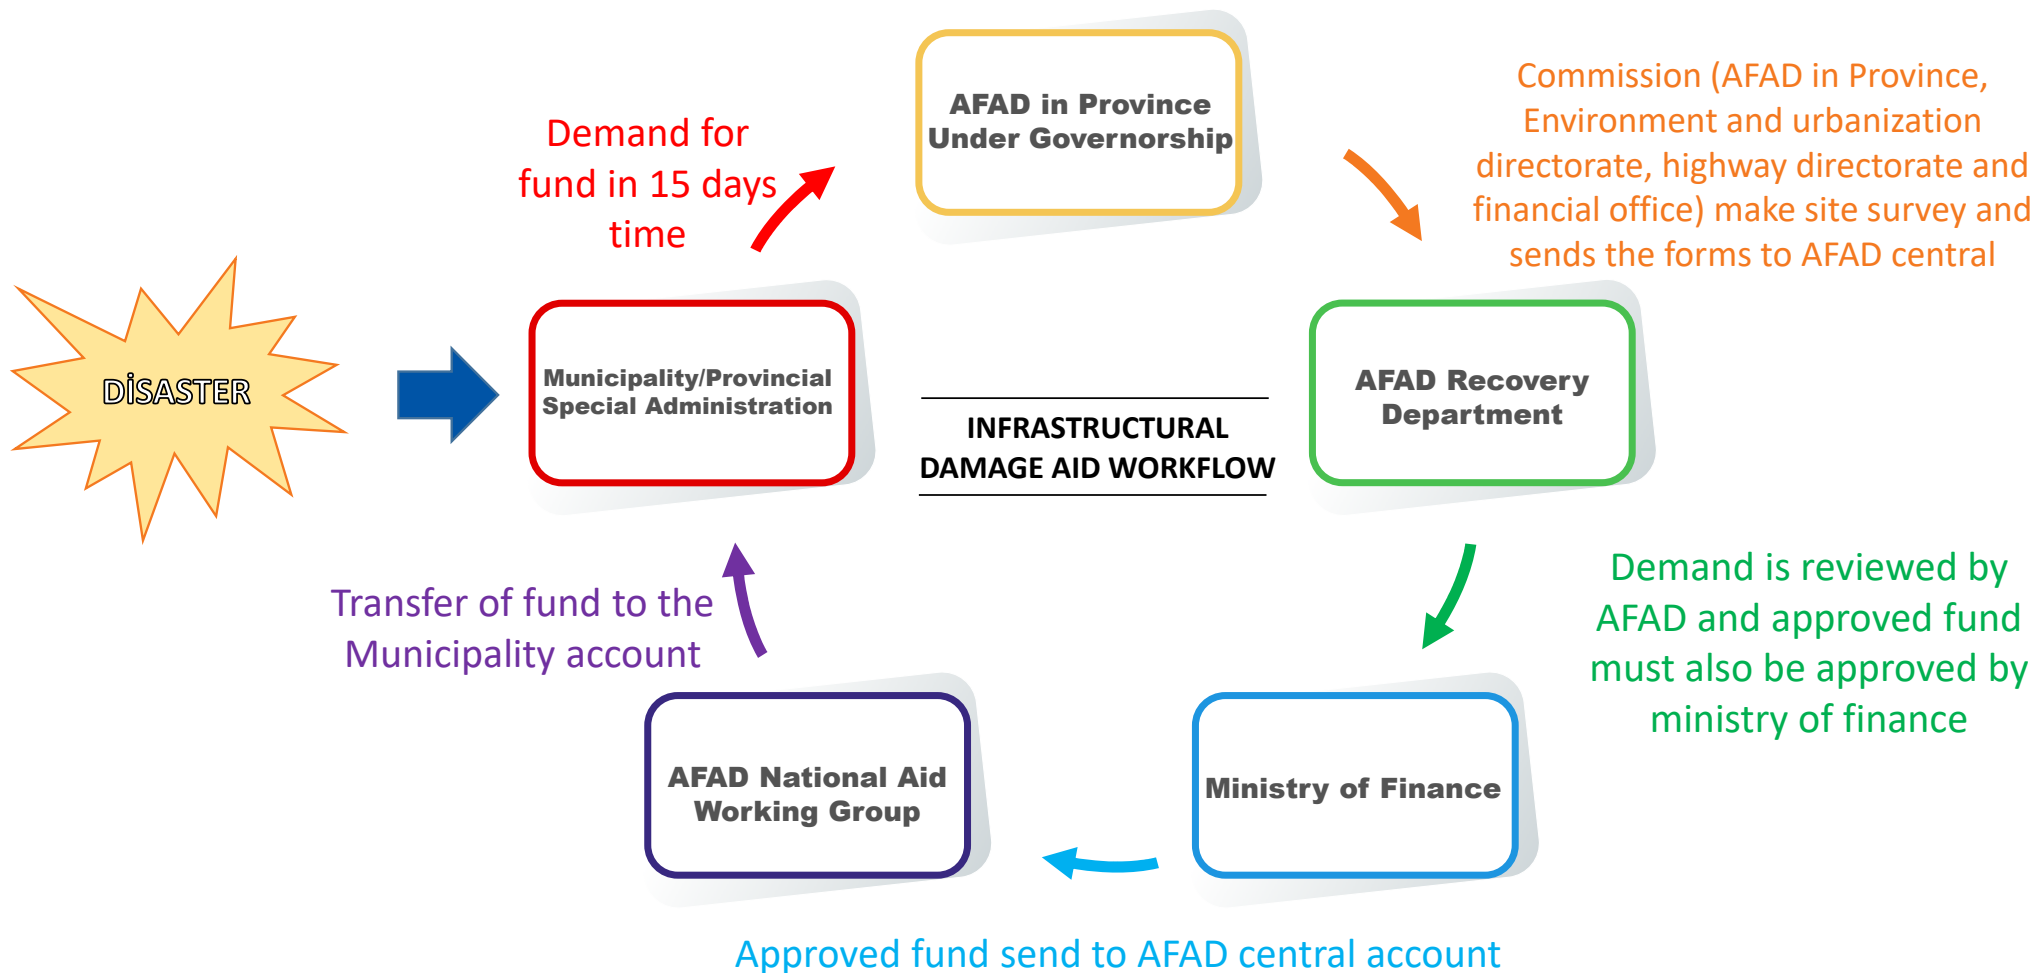 DİSASTER
Municipality/Provincial
Special Administration
Demand for
fund in 15 days
time
AFAD in Province
Under Governorship
Commission (AFAD in Province,
Environment and urbanization
directorate, highway directorate and
financial office) make site survey and
sends the forms to AFAD central
AFAD Recovery
Department
INFRASTRUCTURAL
DAMAGE AID WORKFLOW
Demand is reviewed by
AFAD and approved fund
must also be approved by
ministry of finance
Ministry of Finance
Approved fund send to AFAD central account
AFAD National Aid
Working Group
Transfer of fund to the
Municipality account